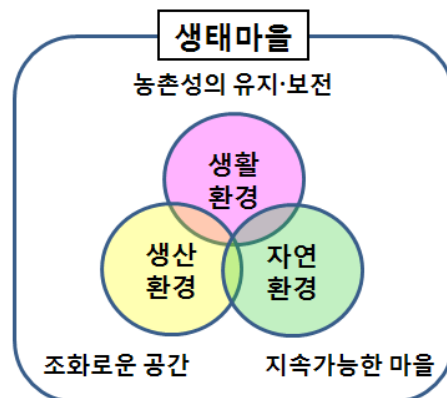 생태마을
농촌성의 유지·보전
생활
환경
생산
환경
자연
환경
조화로운 공간
지속가능한 마을